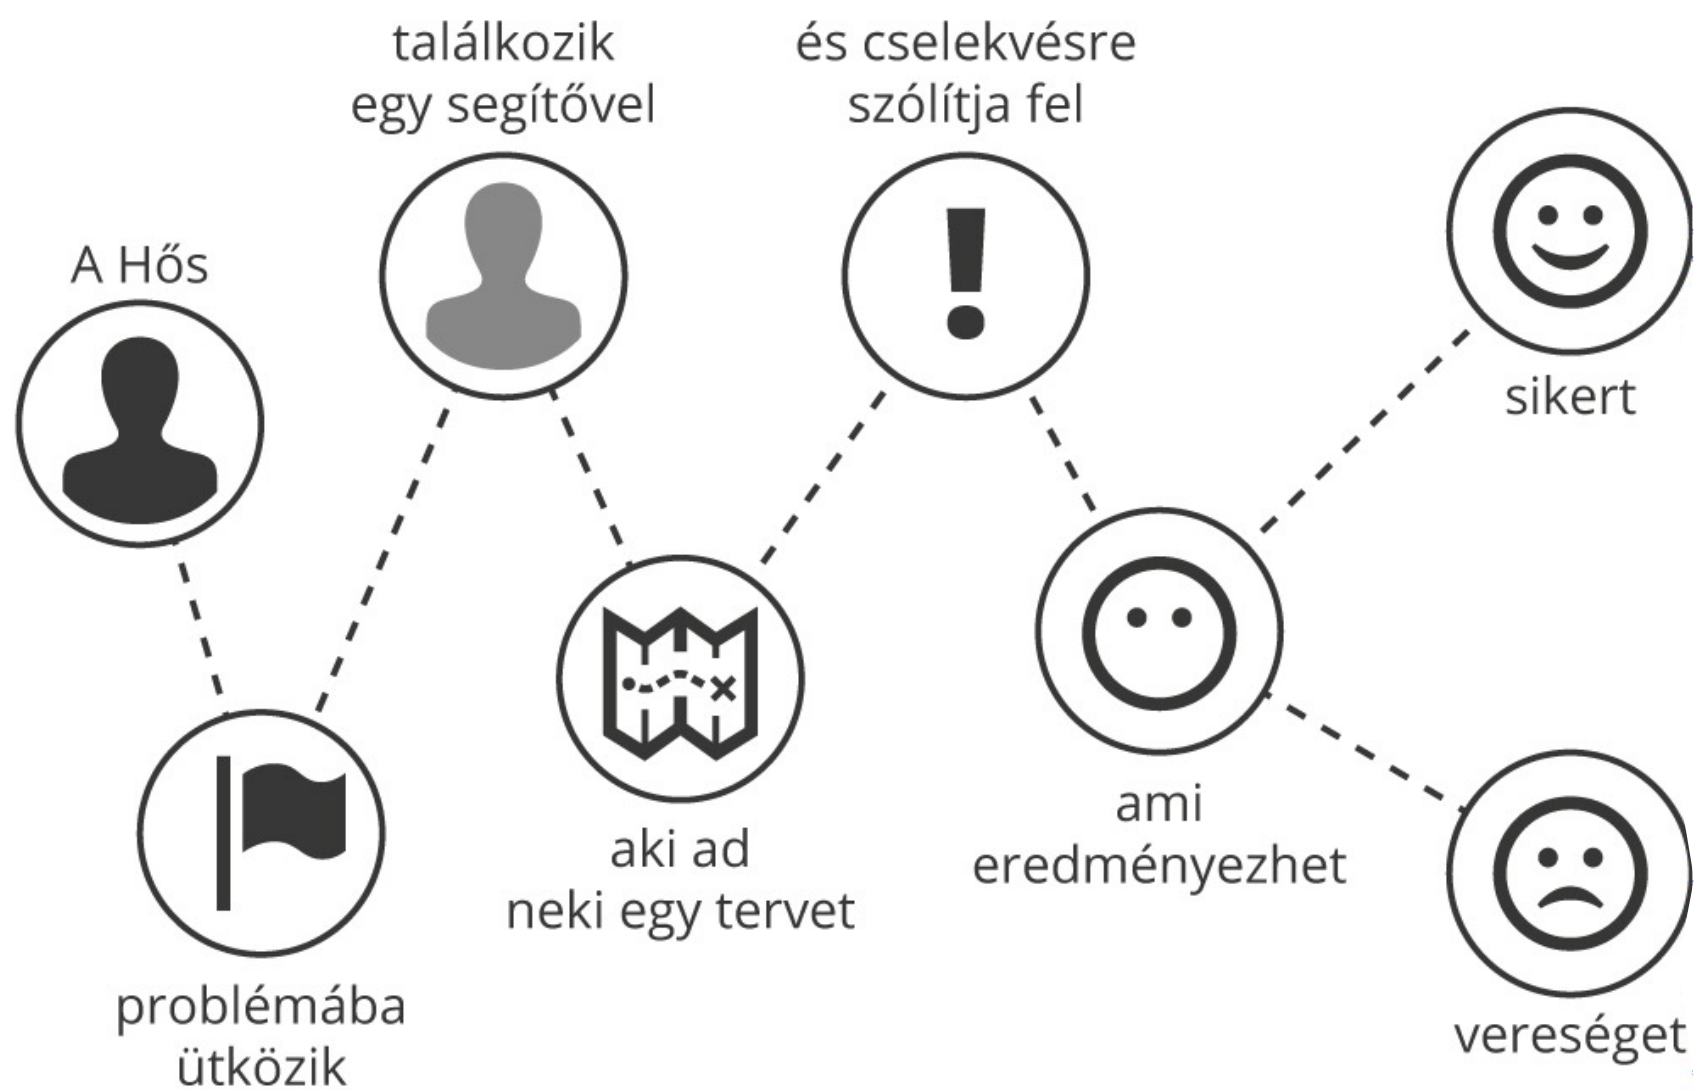 A Hős
problémába
ütközik
találkozik
egy segítővel
aki ad
neki egy tervet
és cselekvésre
szólítja fel
ami
eredményezhet
sikert
vereséget